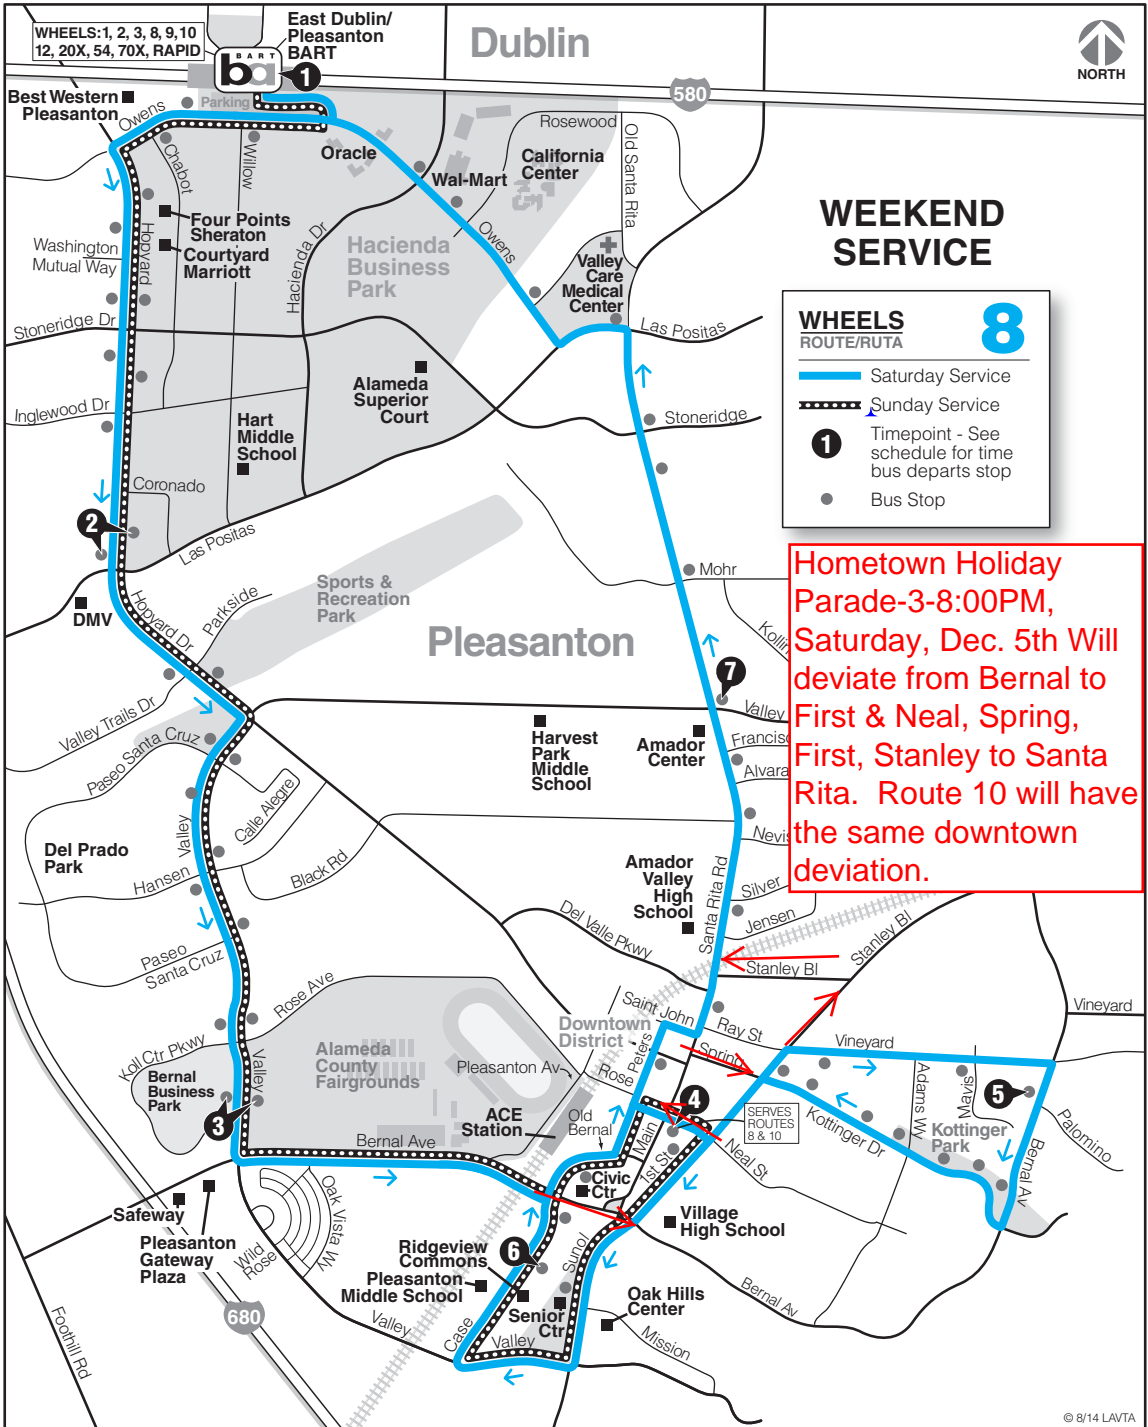 WHEELS:1, 2, 3, 8, 9,10
12, 20X, 54, 70X, RAPID
East Dublin/
Pleasanton
BART
BART
ba
1
Dublin
NORTH
580
Best Western
Pleasanton
Owens
Parking
Chabot
Willow
Oracle
Wal-Mart
California
Center
Rosewood
Old Santa Rita
WEEKEND
SERVICE
Four Points
Sheraton
Courtyard
Marriott
Hopyard
Washington
Mutual Way
Hacienda Dr
Hacienda
Business
Park
Owens
Valley
Care
Medical
Center
Stoneridge Dr
Las Positas
WHEELS
ROUTE/RUTA
8
Saturday Service
Sunday Service
1
Timepoint - See
schedule for time
bus departs stop
Bus Stop
Inglewood Dr
Alameda
Superior
Court
Stoneridge
Hart
Middle
School
Coronado
2
Las Positas
DMV
Hopyard Dr
Parkside
Sports &
Recreation
Park
Pleasanton
Mohr
Kollin
Hometown Holiday
Parade-3-8:00PM,
Saturday, Dec. 5th Will
deviate from Bernal to
First & Neal, Spring,
First, Stanley to Santa
Rita.  Route 10 will have
the same downtown
deviation.
7
Valley
Valley Trails Dr
Paseo Santa Cruz
Harvest
Park
Middle
School
Amador
Center
Francisc
Alvara
Nevis
Calle Alegre
Valley
Del Prado
Park
Hansen
Black Rd
Amador
Valley
High
School
Santa Rita Rd
Silver
Jensen
Del Valle Pkwy
Stanley Bl
Stanley Bl
Paseo
Santa Cruz
Rose Ave
Koll Ctr Pkwy
Saint John
Ray St
Vineyard
Vineyard
Downtown
District
Peters
Spring
Alameda
County
Fairgrounds
Pleasanton Av
Rose
Bernal
Business
Park
Valley
3
ACE
Station
Old
Bernal
4
SERVES
ROUTES
8 & 10
Main
1st St
Neal St
Kottinger Dr
Adams Wy
Mavis
5
Kottinger
Park
Palomino
Bernal Av
Bernal Ave
Civic
Ctr
Village
High School
Safeway
Pleasanton
Gateway
Plaza
Wild
Rose
Oak Vista Wy
Ridgeview
Commons
Pleasanton
Middle School
6
Sunol
Senior
Ctr
Oak Hills
Center
Bernal Av
Mission
680
Foothill Rd
Valley
Case
Valley
© 8/14 LAVTA